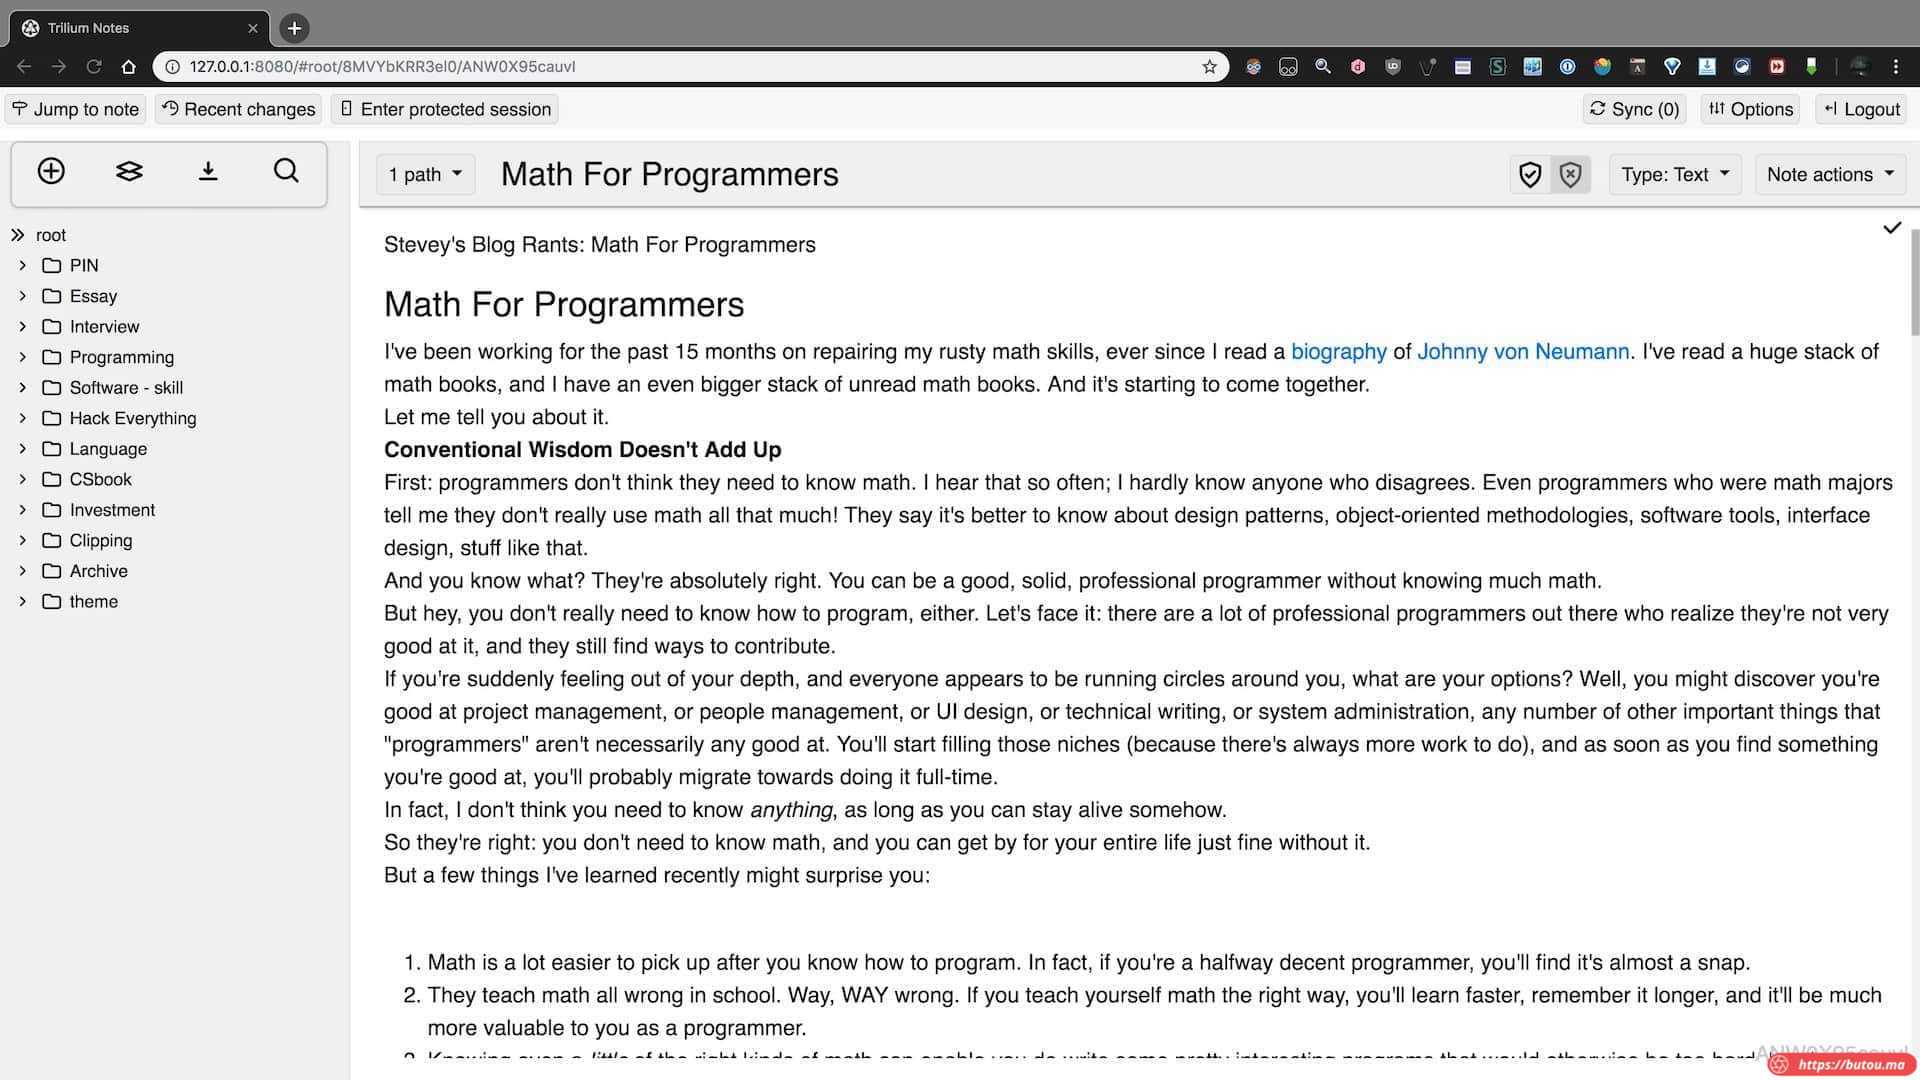 Trilium Notes
127.0.0.1:8080/#root/8MVYbKRR3el0/ANW0X95cauvI
Jump to note
Recent changes
Enter protected session
Sync (0)
Options
Logout
1 path
Math For Programmers
Type: Text
Note actions
root
PIN
Essay
Interview
Programming
Software - skill
Hack Everything
Language
CSbook
Investment
Clipping
Archive
theme
Stevey's Blog Rants: Math For Programmers
Math For Programmers
I've been working for the past 15 months on repairing my rusty math skills, ever since I read a biography of Johnny von Neumann. I've read a huge stack of
math books, and I have an even bigger stack of unread math books. And it's starting to come together.
Let me tell you about it.
Conventional Wisdom Doesn't Add Up
First: programmers don't think they need to know math. I hear that so often; I hardly know anyone who disagrees. Even programmers who were math majors
tell me they don't really use math all that much! They say it's better to know about design patterns, object-oriented methodologies, software tools, interface
design, stuff like that.
And you know what? They're absolutely right. You can be a good, solid, professional programmer without knowing much math.
But hey, you don't really need to know how to program, either. Let's face it: there are a lot of professional programmers out there who realize they're not very
good at it, and they still find ways to contribute.
If you're suddenly feeling out of your depth, and everyone appears to be running circles around you, what are your options? Well, you might discover you're
good at project management, or people management, or UI design, or technical writing, or system administration, any number of other important things that
"programmers" aren't necessarily any good at. You'll start filling those niches (because there's always more work to do), and as soon as you find something
you're good at, you'll probably migrate towards doing it full-time.
In fact, I don't think you need to know anything, as long as you can stay alive somehow.
So they're right: you don't need to know math, and you can get by for your entire life just fine without it.
But a few things I've learned recently might surprise you:
1. Math is a lot easier to pick up after you know how to program. In fact, if you're a halfway decent programmer, you'll find it's almost a snap.
2. They teach math all wrong in school. Way, WAY wrong. If you teach yourself math the right way, you'll learn faster, remember it longer, and it'll be much
more valuable to you as a programmer.
https://butou.ma